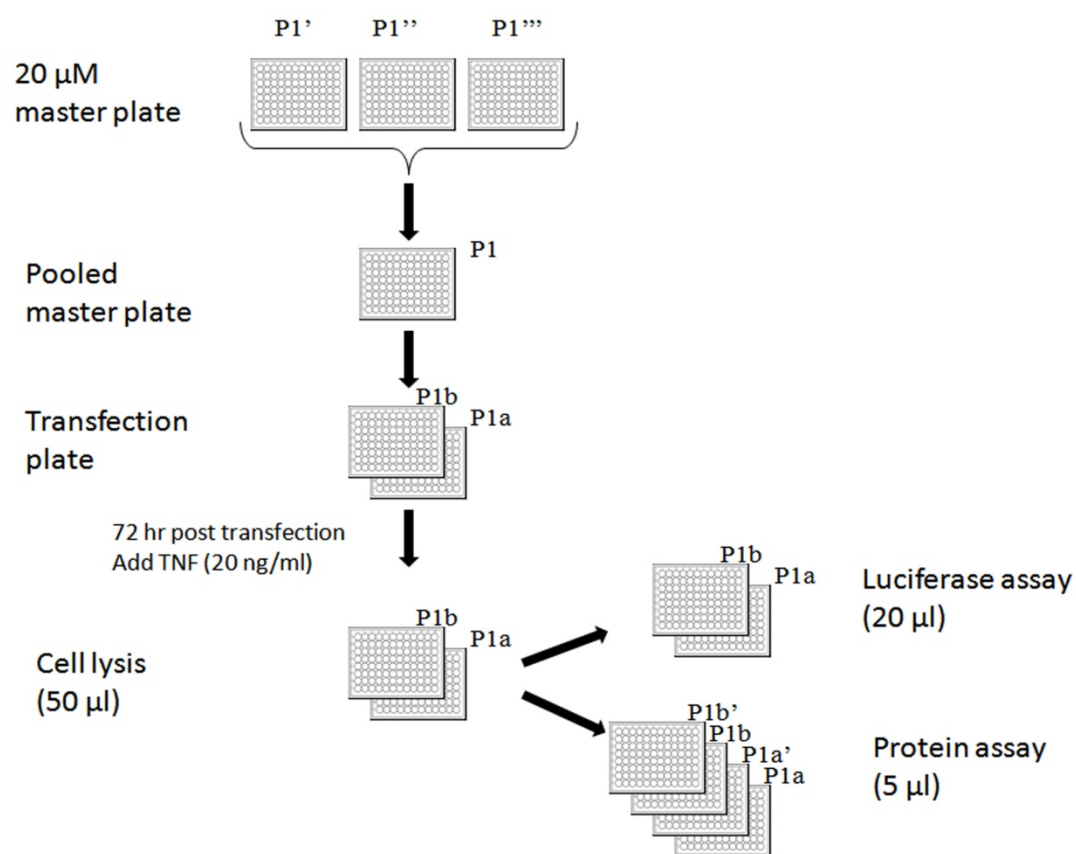 P1’ P1’’ P1’’’
20 µM
master plate
P1
Pooled
master plate
P1b
P1a
Transfection
plate
72 hr post transfection
Add TNF (20 ng/ml)
P1b
P1a
Luciferase assay
(20 µl)
P1b
P1a
Cell lysis
(50 µl)
P1b’
P1b
P1a’
P1a
Protein assay
(5 µl)